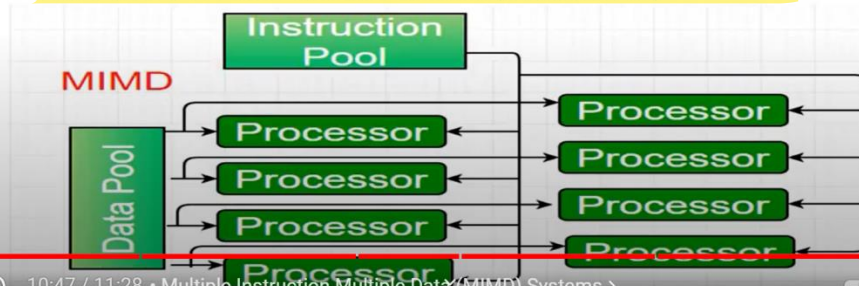 Instruction
Pool
MIMD
Data Pool
Processor
Processor
Processor
Processor
Processor
Processor
Processor
Processor
10:47 / 11:28 • Multiple Instruction Multiple Data (MIMD) Systems >